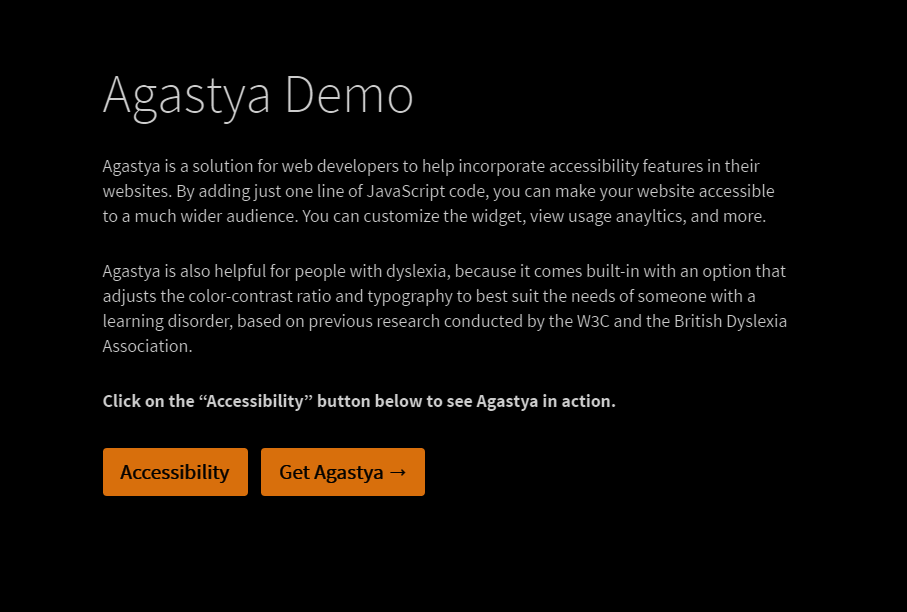 Agastya Demo
Agastya is a solution for web developers to help incorporate accessibility features in their
websites. By adding just one line of JavaScript code, you can make your website accessible
to a much wider audience. You can customize the widget, view usage anayltics, and more.
Agastya is also helpful for people with dyslexia, because it comes built-in with an option that
adjusts the color-contrast ratio and typography to best suit the needs of someone with a
learning disorder, based on previous research conducted by the W3C and the British Dyslexia
Association.
Click on the “Accessibility” button below to see Agastya in action.
Accessibility
Get Agastya →